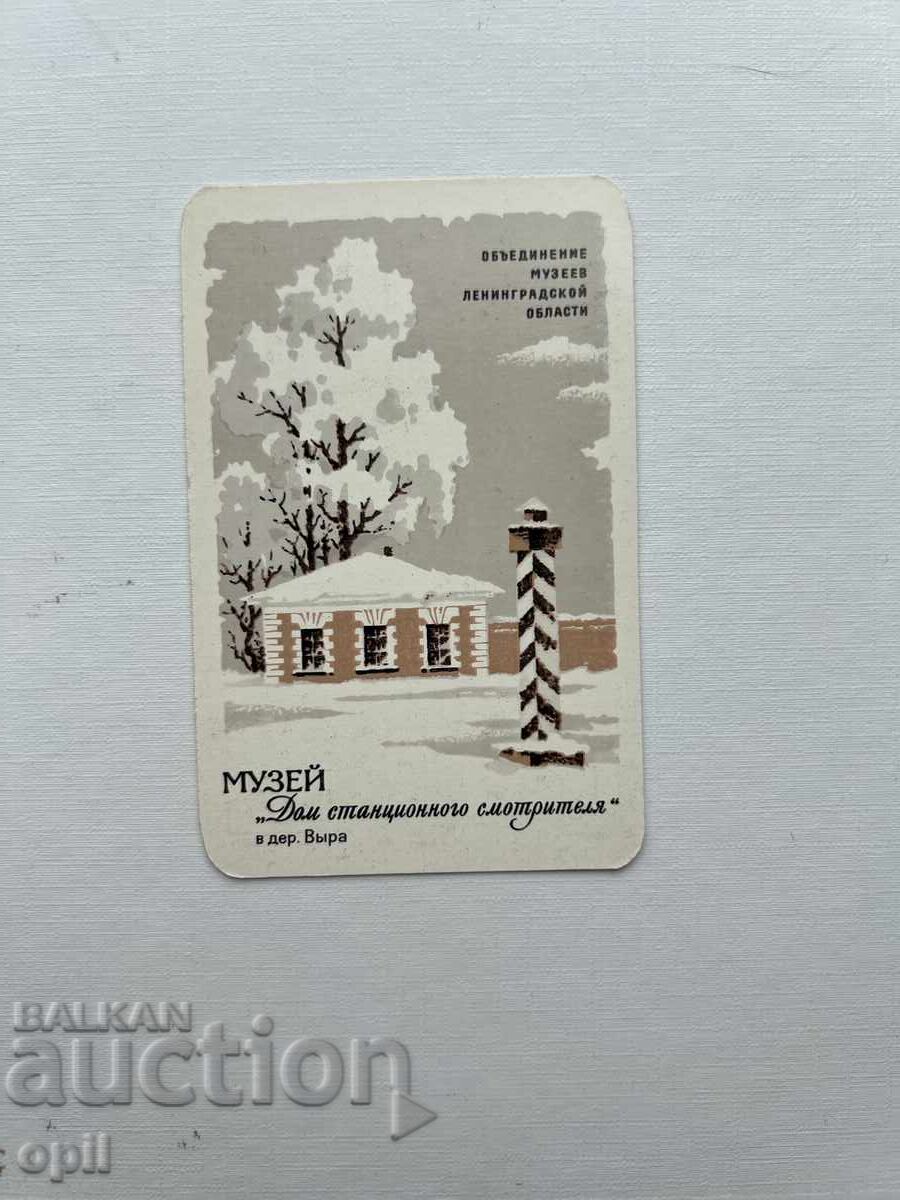 ОБЪЕДИНЕНИЕ
МУЗЕЕВ
ЛЕНИНГРАДСКОЙ
ОБЛАСТИ
МУЗЕЙ
„Дом станционного смотрителя“
в дер. Выра
BALKAN
auction
opil